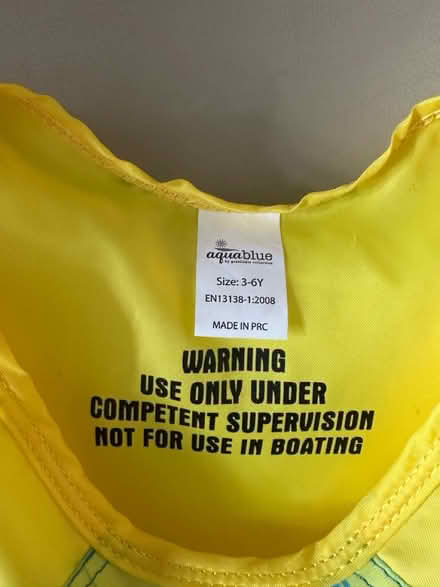 aquablue
Size: 3-6Y
EN13138-1:2008
MADE IN PRC
WARNING
USE ONLY UNDER
COMPETENT SUPERVISION
NOT FOR USE IN BOATING